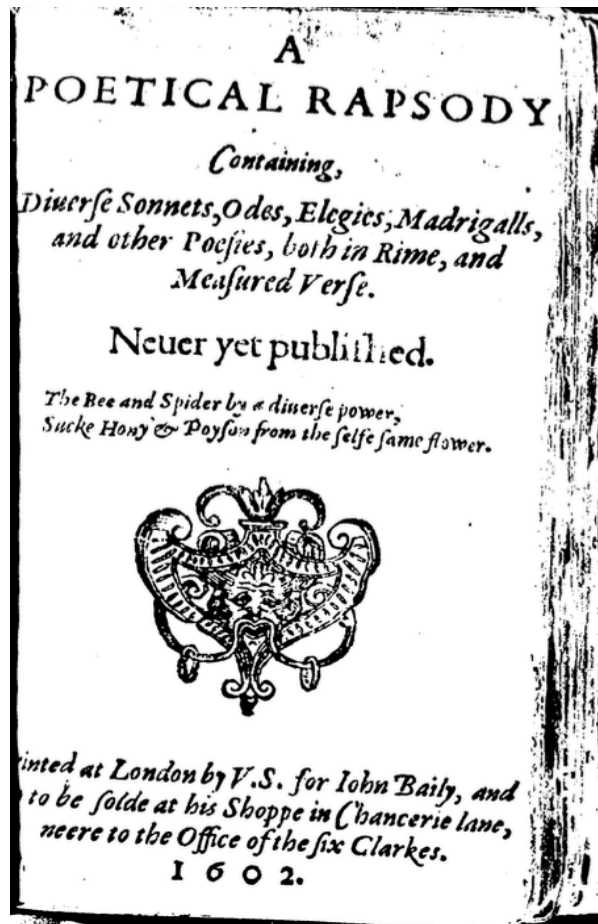 A
POETICAL RAPSODY
Containing,
Diuerſe Sonnets, Odes, Elegies, Madrigalls,
and other Poeſies, both in Rime, and
Meaſured Verſe.
Neuer yet publiſhed.
The Bee and Spider by a diuerſe power,
Sucke Hony & Poyſõ from the ſelfe ſame flower.
inted at London by V.S. for Iohn Baily, and
to be ſolde at his Shoppe in Chancerie lane,
neere to the Office of the ſix Clarkes.
1602.